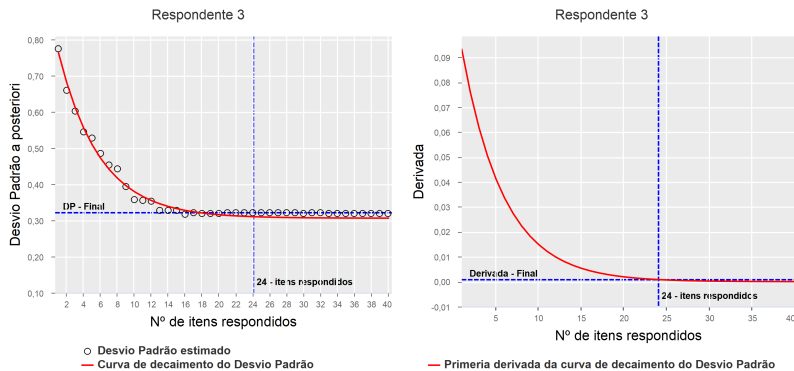 Respondente 3
0,80
0,70
0,60
0,50
0,40
0,30
0,20
0,10
Desvio Padrão a posteriori
DP - Final
24 - itens respondidos
2 4 6 8 10 12 14 16 18 20 22 24 26 28 30 32 34 36 38 40
Nº de itens respondidos
Desvio Padrão estimado
Curva de decaimento do Desvio Padrão
Respondente 3
0,09
0,08
0,07
0,06
0,05
0,04
0,03
0,02
0,01
0,00
-0,01
Derivada
Derivada - Final
24 - itens respondidos
5 10 15 20 25 30 35 40
Nº de itens respondidos
Primeria derivada da curva de decaimento do Desvio Padrão